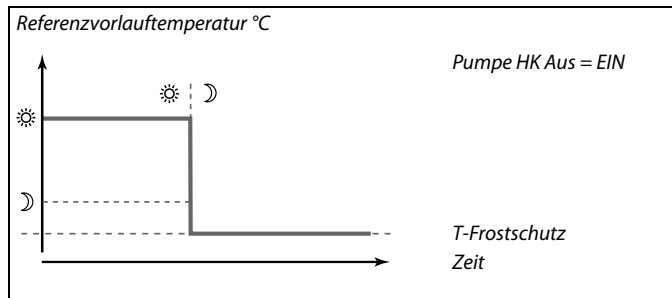 Referenzvorlauftemperatur °C
Pumpe HK Aus = EIN
T-Frostschutz
Zeit